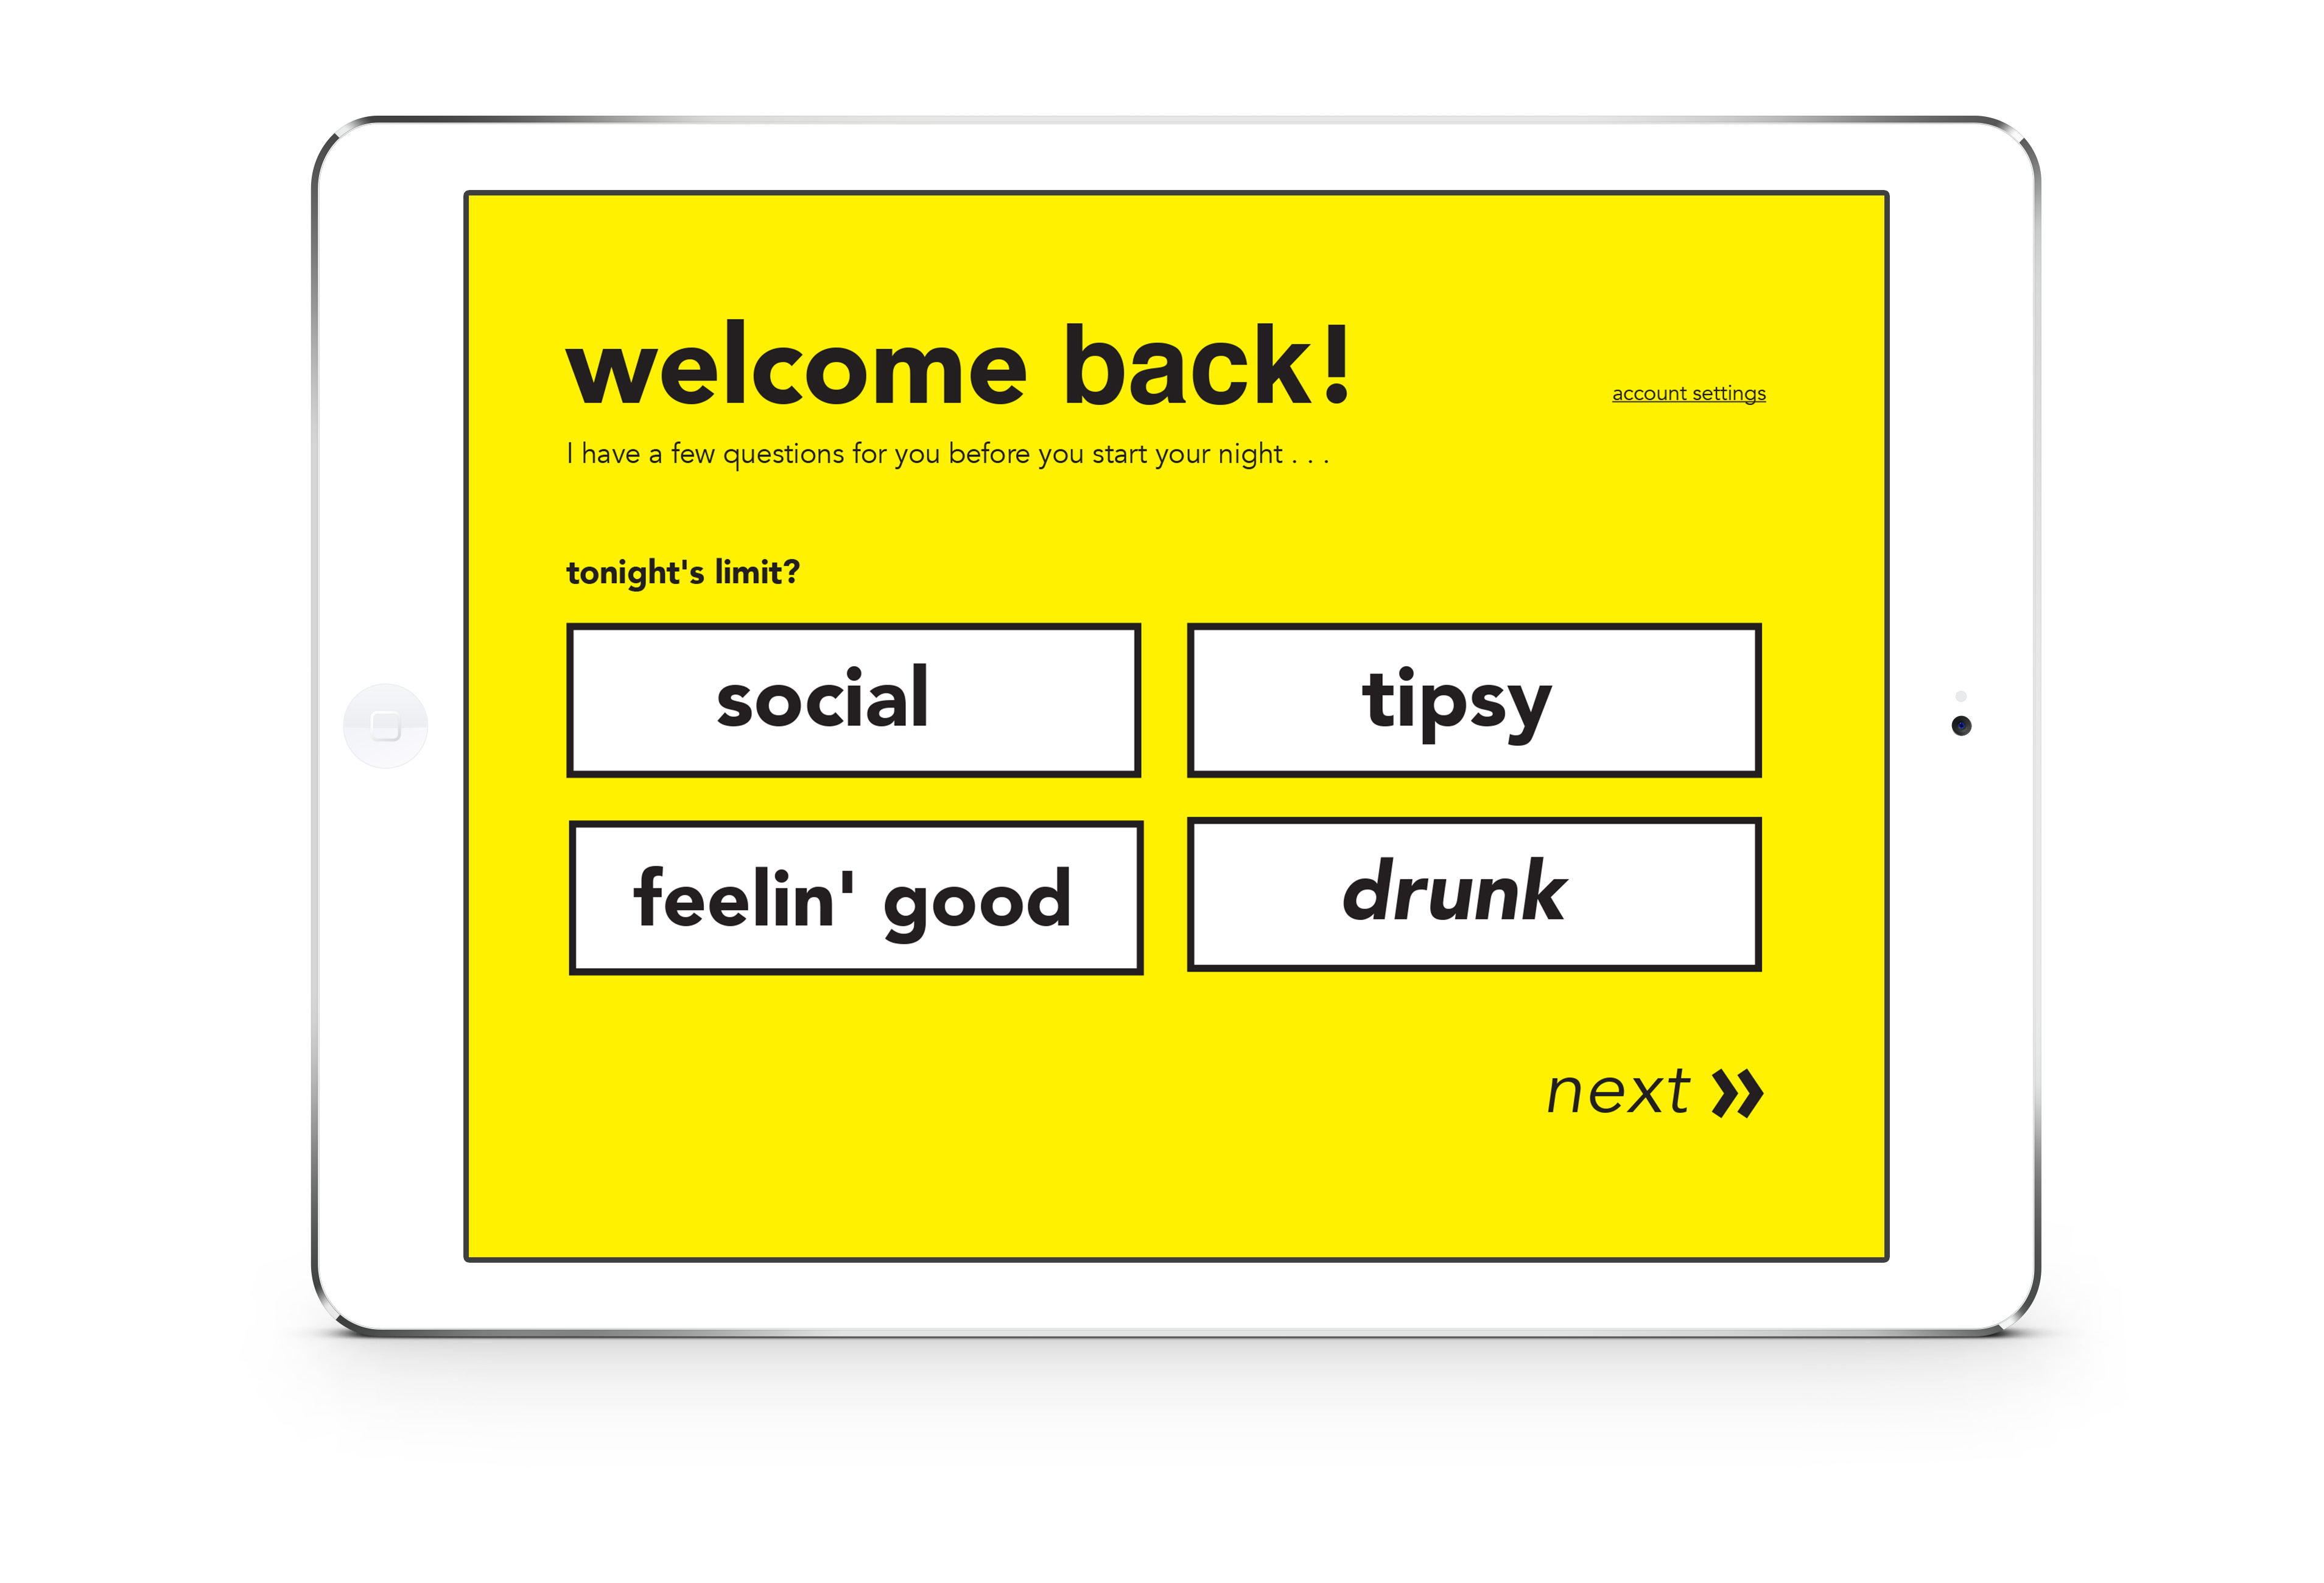 welcome back!
account settings
I have a few questions for you before you start your night . . .
tonight's limit?
social
tipsy
feelin' good
drunk
next »